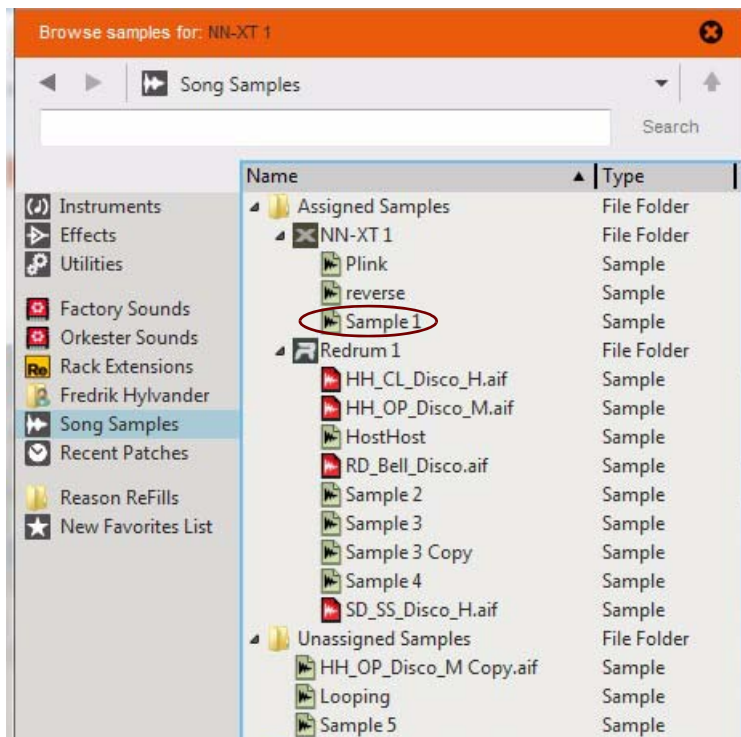 Browse samples for: NN-XT 1
Song Samples
Search
Name Type
Instruments
Effects
Utilities
Factory Sounds
Orkester Sounds
Re Rack Extensions
Fredrik Hylvander
Song Samples
Recent Patches
Reason ReFills
New Favorites List
Assigned Samples File Folder
NN-XT 1 File Folder
Plink Sample
reverse Sample
Sample 1 Sample
Redrum 1 File Folder
HH_CL_Disco_H.aif Sample
HH_OP_Disco_M.aif Sample
HostHost Sample
RD_Bell_Disco.aif Sample
Sample 2 Sample
Sample 3 Sample
Sample 3 Copy Sample
Sample 4 Sample
SD_SS_Disco_H.aif Sample
Unassigned Samples File Folder
HH_OP_Disco_M Copy.aif Sample
Looping Sample
Sample 5 Sample